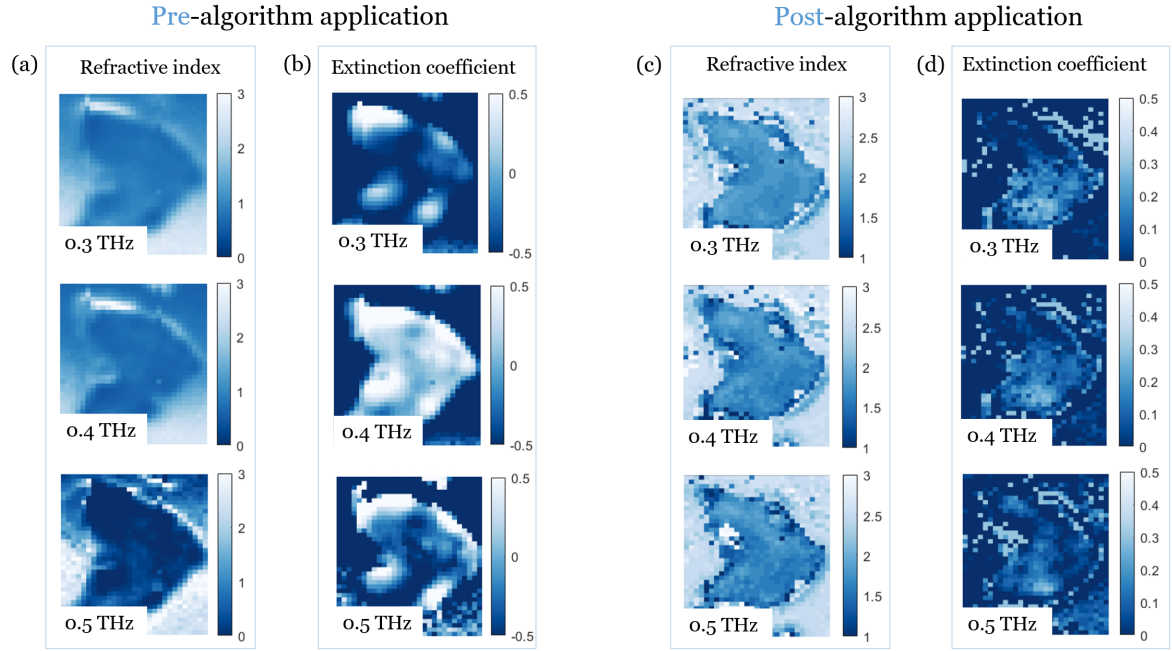 Pre-algorithm application
Post-algorithm application
(a)
Refractive index
(b)
Extinction coefficient
(c)
Refractive index
(d)
Extinction coefficient
3
2
1
0
0.3 THz
0.5
0
-0.5
0.3 THz
3
2.5
2
1.5
1
0.3 THz
0.5
0.4
0.3
0.2
0.1
0
0.3 THz
3
2
1
0
0.4 THz
0.5
0
-0.5
0.4 THz
3
2.5
2
1.5
1
0.4 THz
0.5
0.4
0.3
0.2
0.1
0
0.4 THz
3
2
1
0
0.5 THz
0.5
0
-0.5
0.5 THz
3
2.5
2
1.5
1
0.5 THz
0.5
0.4
0.3
0.2
0.1
0
0.5 THz